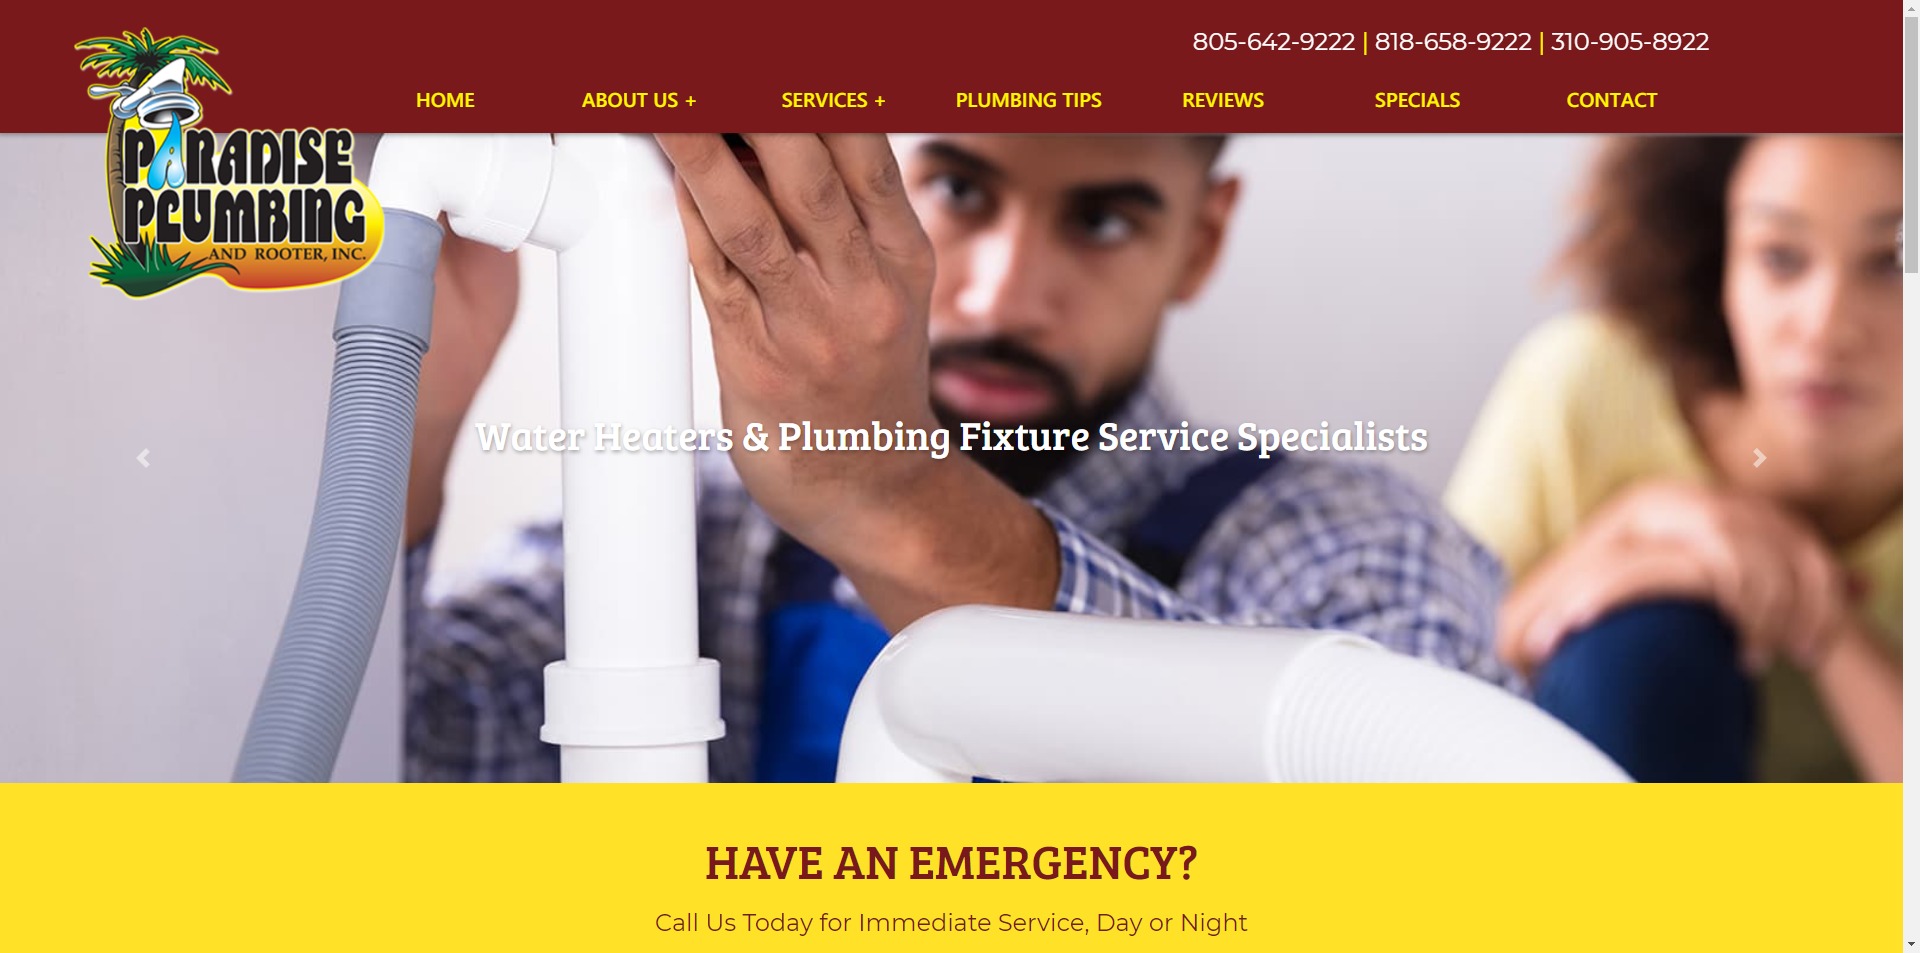 805-642-9222 | 818-658-9222 | 310-905-8922
HOME ABOUT US + SERVICES + PLUMBING TIPS REVIEWS SPECIALS CONTACT
PARADISE
PLUMBING
AND ROOTER, INC.
Water Heaters & Plumbing Fixture Service Specialists
HAVE AN EMERGENCY?
Call Us Today for Immediate Service, Day or Night